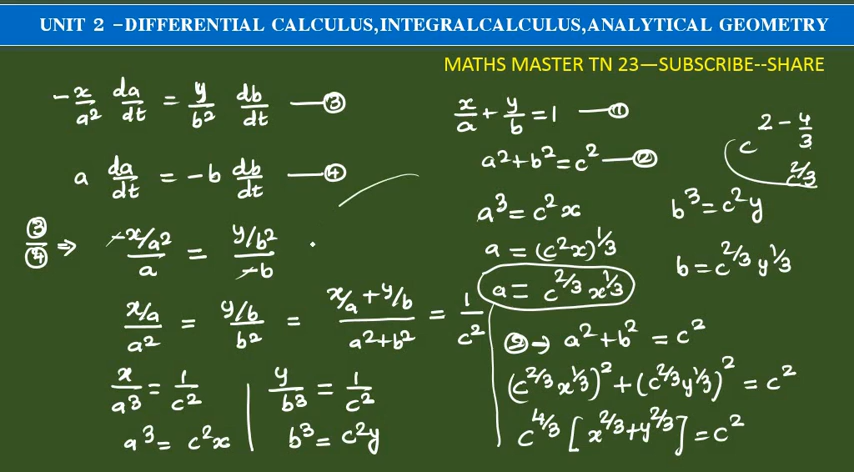 UNIT 2 –DIFFERENTIAL CALCULUS,INTEGRALCALCULUS,ANALYTICAL GEOMETRY
MATHS MASTER TN 23—SUBSCRIBE--SHARE
-x/a² da/dt = y/b² db/dt —③
a da/dt = -b db/dt —④
③/④ ⇒ (-x/a²)/a = (y/b²)/(-b)
(x/a)/a² = (y/b)/b² = (x/a + y/b)/(a²+b²) = 1/c²
x/a³ = 1/c²
a³ = c²x
y/b³ = 1/c²
b³ = c²y
x/a + y/b = 1 —①
a²+b² = c² —②
a³ = c²x
a = (c²x)^1/3
a = c^2/3 x^1/3
② → a²+b² = c²
(c^2/3 x^1/3)² + (c^2/3 y^1/3)² = c²
c^4/3 [x^2/3 + y^2/3] = c²
c^2-4/3
c^2/3
b³ = c²y
b = c^2/3 y^1/3